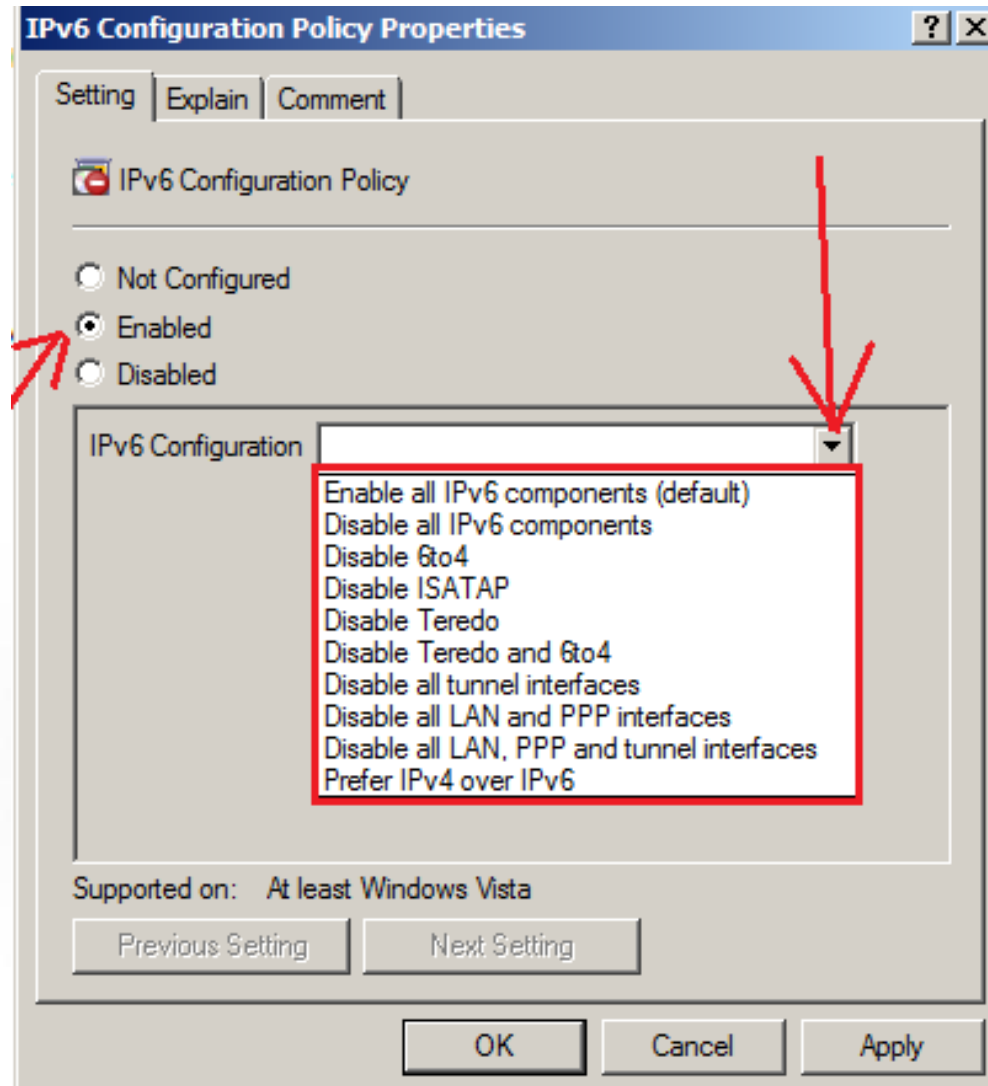 IPv6 Configuration Policy Properties
Setting Explain Comment
IPv6 Configuration Policy
Not Configured
Enabled
Disabled
IPv6 Configuration
Enable all IPv6 components (default)
Disable all IPv6 components
Disable 6to4
Disable ISATAP
Disable Teredo
Disable Teredo and 6to4
Disable all tunnel interfaces
Disable all LAN and PPP interfaces
Disable all LAN, PPP and tunnel interfaces
Prefer IPv4 over IPv6
Supported on: At least Windows Vista
Previous Setting Next Setting
OK Cancel Apply